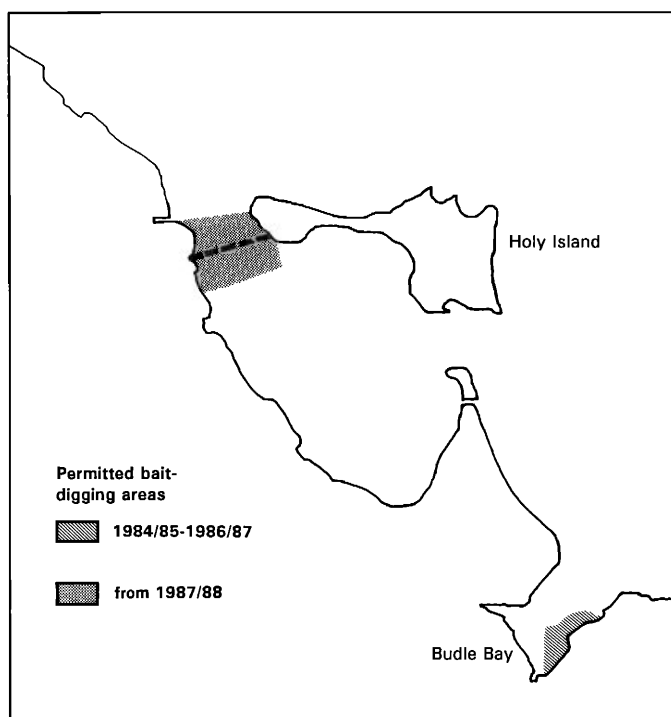 Holy Island
Permitted bait-
digging areas
1984/85-1986/87
from 1987/88
Budle Bay